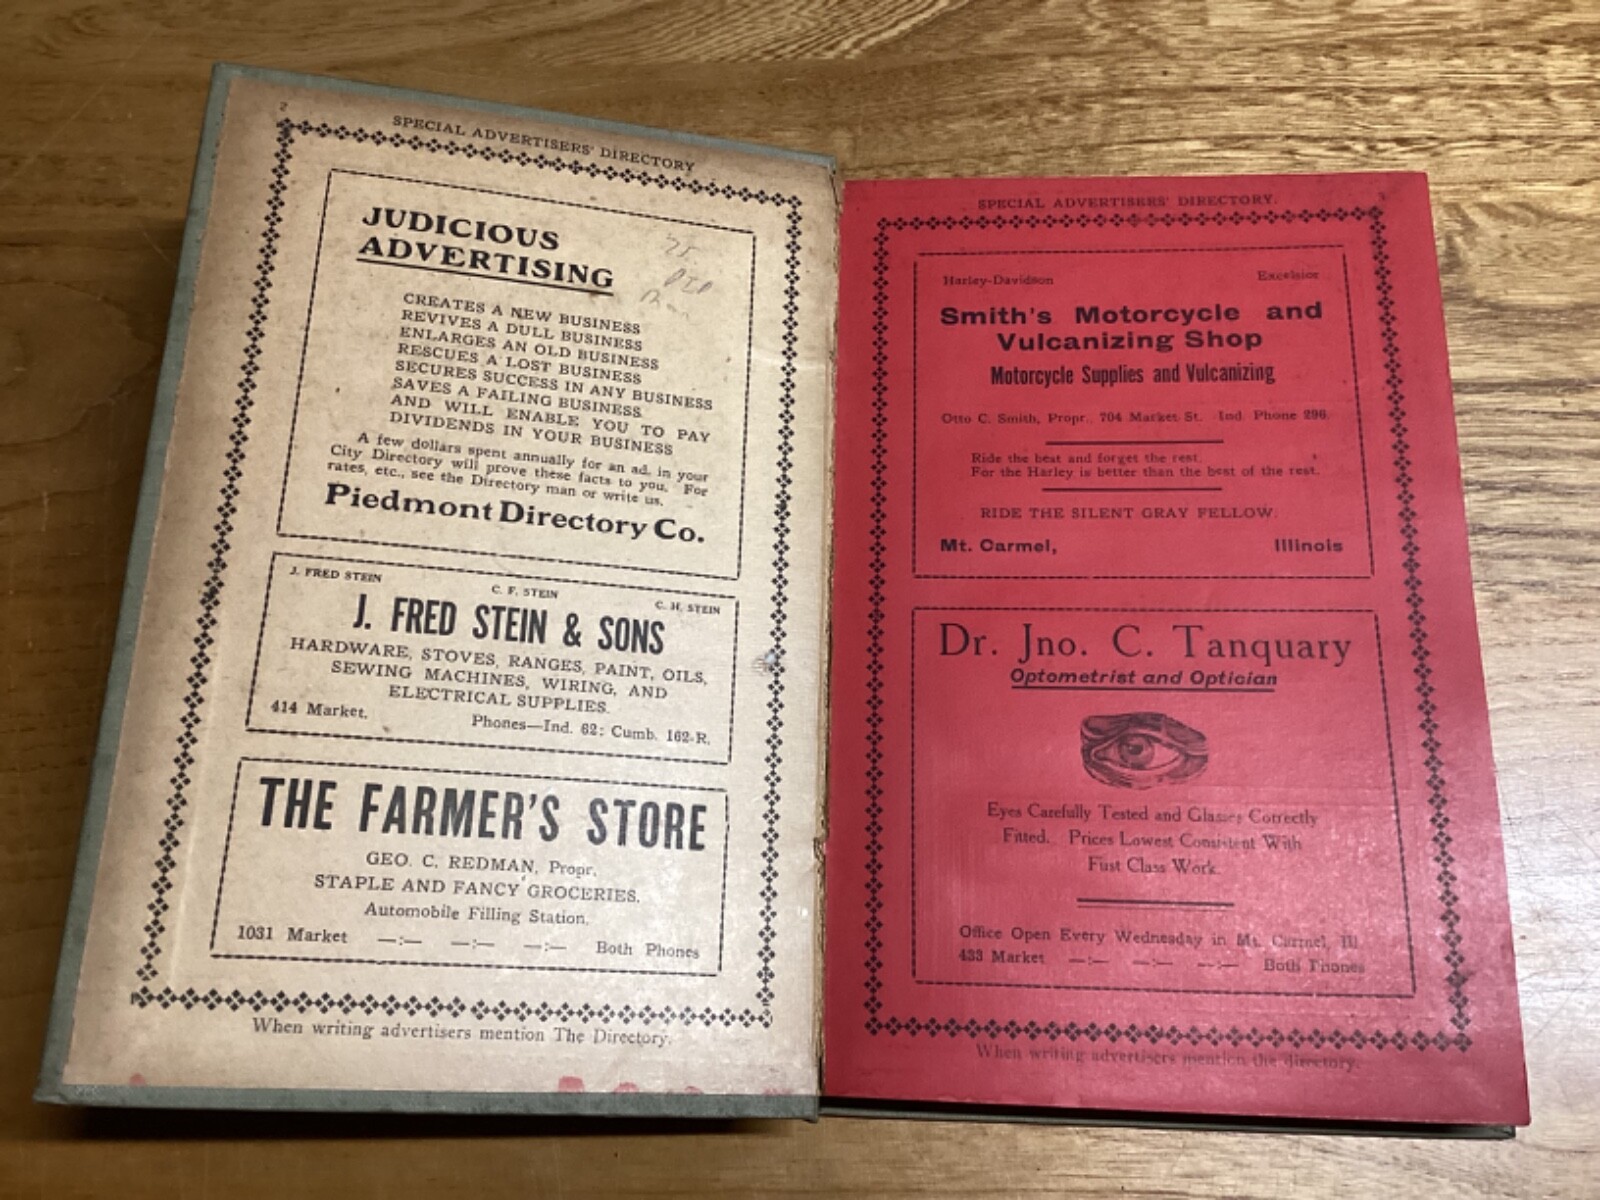 2
SPECIAL ADVERTISERS' DIRECTORY
JUDICIOUS
ADVERTISING
CREATES A NEW BUSINESS
REVIVES A DULL BUSINESS
ENLARGES AN OLD BUSINESS
RESCUES A LOST BUSINESS
SECURES SUCCESS IN ANY BUSINESS
SAVES A FAILING BUSINESS
AND WILL ENABLE YOU TO PAY
DIVIDENDS IN YOUR BUSINESS
A few dollars spent annually for an ad. in your
City Directory will prove these facts to you. For
rates, etc., see the Directory man or write us.
Piedmont Directory Co.
J. FRED STEIN
C. F. STEIN
C. H. STEIN
J. FRED STEIN & SONS
HARDWARE, STOVES, RANGES, PAINT, OILS,
SEWING MACHINES, WIRING, AND
ELECTRICAL SUPPLIES.
414 Market. Phones—Ind. 62; Cumb. 162-R.
THE FARMER'S STORE
GEO. C. REDMAN, Propr.
STAPLE AND FANCY GROCERIES.
Automobile Filling Station.
1031 Market —:— —:— —:— Both Phones
When writing advertisers mention The Directory.
SPECIAL ADVERTISERS' DIRECTORY.
Harley-Davidson Excelsior
Smith's Motorcycle and
Vulcanizing Shop
Motorcycle Supplies and Vulcanizing
Otto C. Smith, Propr. 704 Market St. Ind. Phone 296.
Ride the best and forget the rest.
For the Harley is better than the best of the rest.
RIDE THE SILENT GRAY FELLOW.
Mt. Carmel, Illinois
Dr. Jno. C. Tanquary
Optometrist and Optician
Eyes Carefully Tested and Glasses Correctly
Fitted. Prices Lowest Consistent With
First Class Work.
Office Open Every Wednesday in Mt. Carmel, Ill.
433 Market —:— —:— —:— Both Phones
When writing advertisers mention the directory.